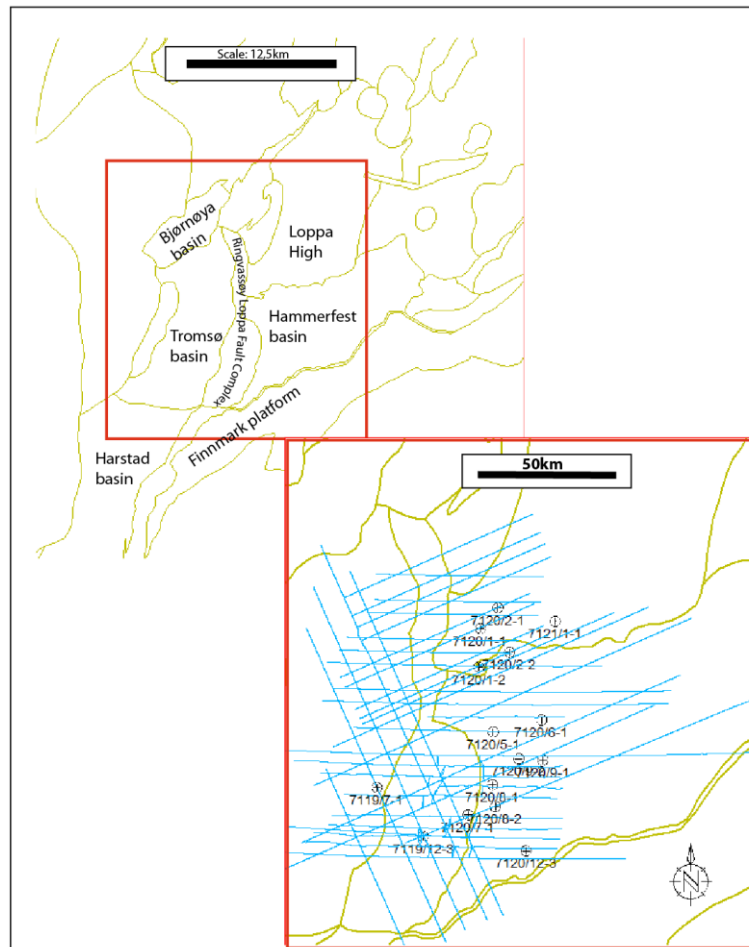 Scale: 12,5km
Bjørnøya
basin
Loppa
High
Ringvassøy Loppa Fault Complex
Hammerfest
basin
Tromsø
basin
Finnmark platform
Harstad
basin
50km
7120/2-1
7121/1-1
7120/1-1
7120/2-2
7120/1-2
7120/6-1
7120/5-1
7120/9-1
7119/7-1
7120/8-1
7120/8-2
7120/7-1
7119/12-3
7120/12-3
N